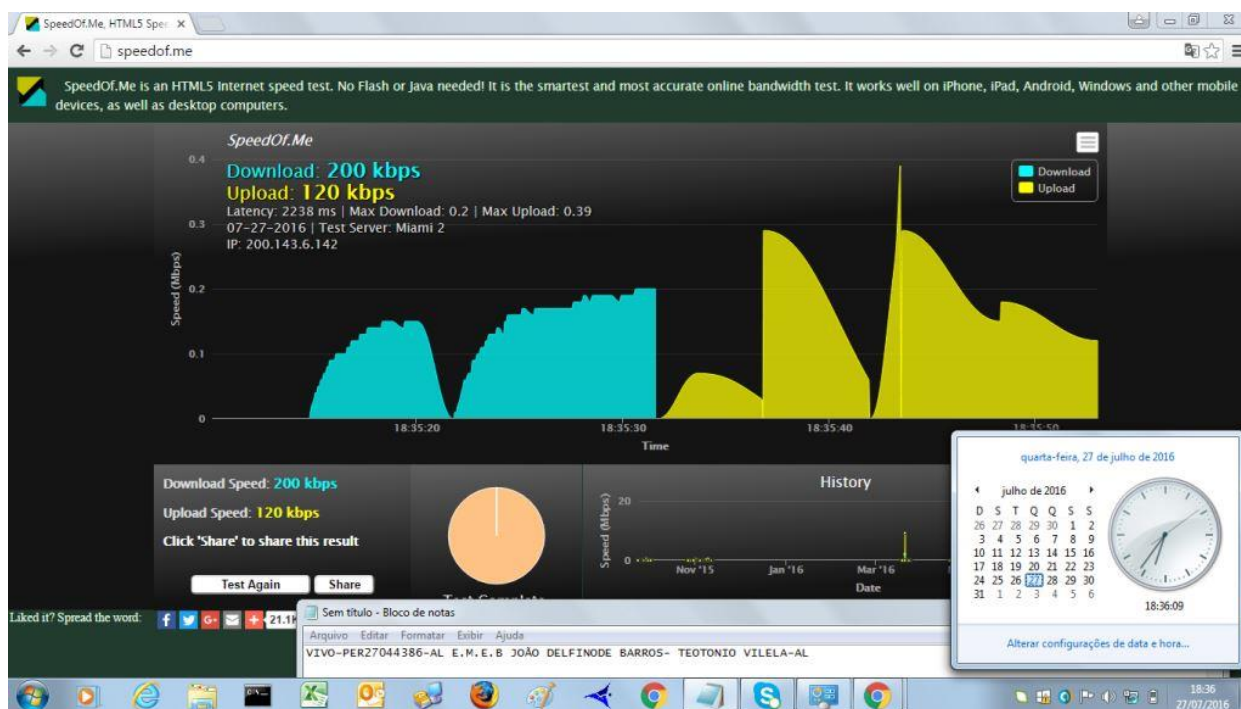 SpeedOf.Me, HTML5 Spe
speedof.me
SpeedOf.Me is an HTML5 Internet speed test. No Flash or Java needed! It is the smartest and most accurate online bandwidth test. It works well on iPhone, iPad, Android, Windows and other mobile
devices, as well as desktop computers.
SpeedOf.Me
Download: 200 kbps
Upload: 120 kbps
Latency: 2238 ms | Max Download: 0.2 | Max Upload: 0.39
07-27-2016 | Test Server: Miami 2
IP: 200.143.6.142
Download
Upload
Speed (Mbps)
0.4
0.3
0.2
0.1
0
18:35:20 18:35:30 18:35:40 18:35:50
Time
Download Speed: 200 kbps
Upload Speed: 120 kbps
Click 'Share' to share this result
Test Again Share
Test Complete
History
Speed (Mbps)
20
0
Nov '15 Jan '16 Mar '16
Date
quarta-feira, 27 de julho de 2016
julho de 2016
D S T Q Q S S
26 27 28 29 30 1 2
3 4 5 6 7 8 9
10 11 12 13 14 15 16
17 18 19 20 21 22 23
24 25 26 27 28 29 30
31 1 2 3 4 5 6
18:36:09
Alterar configurações de data e hora...
Liked it? Spread the word:
21.1K
Sem título - Bloco de notas
Arquivo Editar Formatar Exibir Ajuda
VIVO-PER27044386-AL E.M.E.B JOÃO DELFINODE BARROS- TEOTONIO VILELA-AL
18:36
27/07/2016